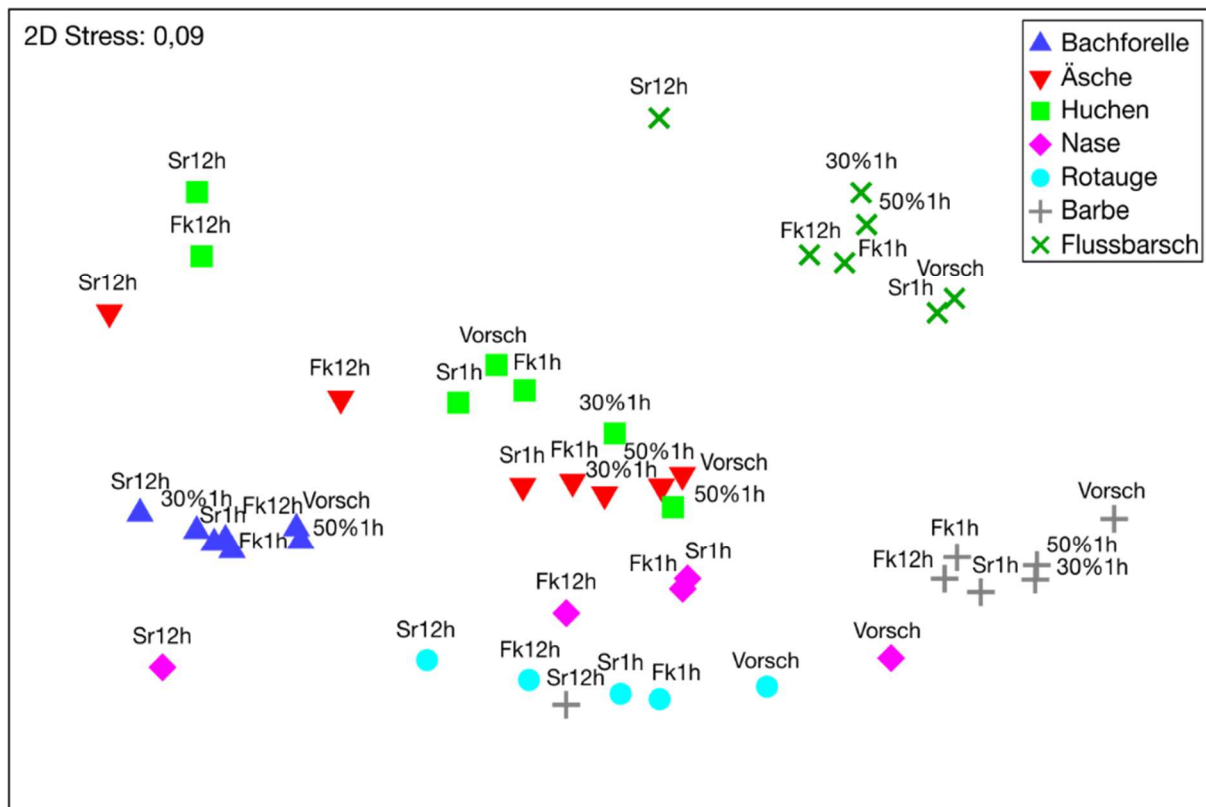 2D Stress: 0,09
Bachforelle
Äsche
Huchen
Nase
Rotauge
Barbe
Flussbarsch
Sr12h
30%1h
50%1h
Fk12h
Fk1h
Vorsch
Sr1h
Sr12h
Fk12h
Sr12h
Fk12h
Vorsch
Sr1h
Fk1h
30%1h
Sr1h
Fk1h
50%1h
30%1h
Vorsch
50%1h
Sr12h
30%1h
Sr1h
Fk12h
Vorsch
50%1h
Fk1h
Vorsch
Fk1h
50%1h
Fk12h
Sr1h
30%1h
Sr1h
Fk1h
Fk12h
Sr12h
Vorsch
Sr12h
Fk12h
Sr12h
Sr1h
Fk1h
Vorsch